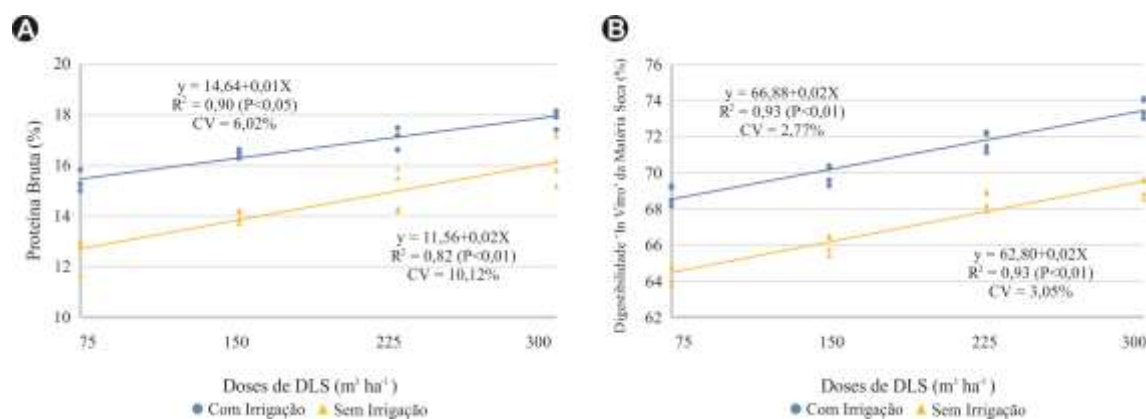 A
Proteína Bruta (%)
20
18
16
14
12
10
y = 14,64+0,01X
R² = 0,90 (P<0,05)
CV = 6,02%
y = 11,56+0,02X
R² = 0,82 (P<0,01)
CV = 10,12%
75 150 225 300
Doses de DLS (m³ ha⁻¹)
Com Irrigação Sem Irrigação
B
Digestibilidade "In Vitro" da Matéria Seca (%)
76
74
72
70
68
66
64
62
y = 66,88+0,02X
R² = 0,93 (P<0,01)
CV = 2,77%
y = 62,80+0,02X
R² = 0,93 (P<0,01)
CV = 3,05%
75 150 225 300
Doses de DLS (m³ ha⁻¹)
Com Irrigação Sem Irrigação